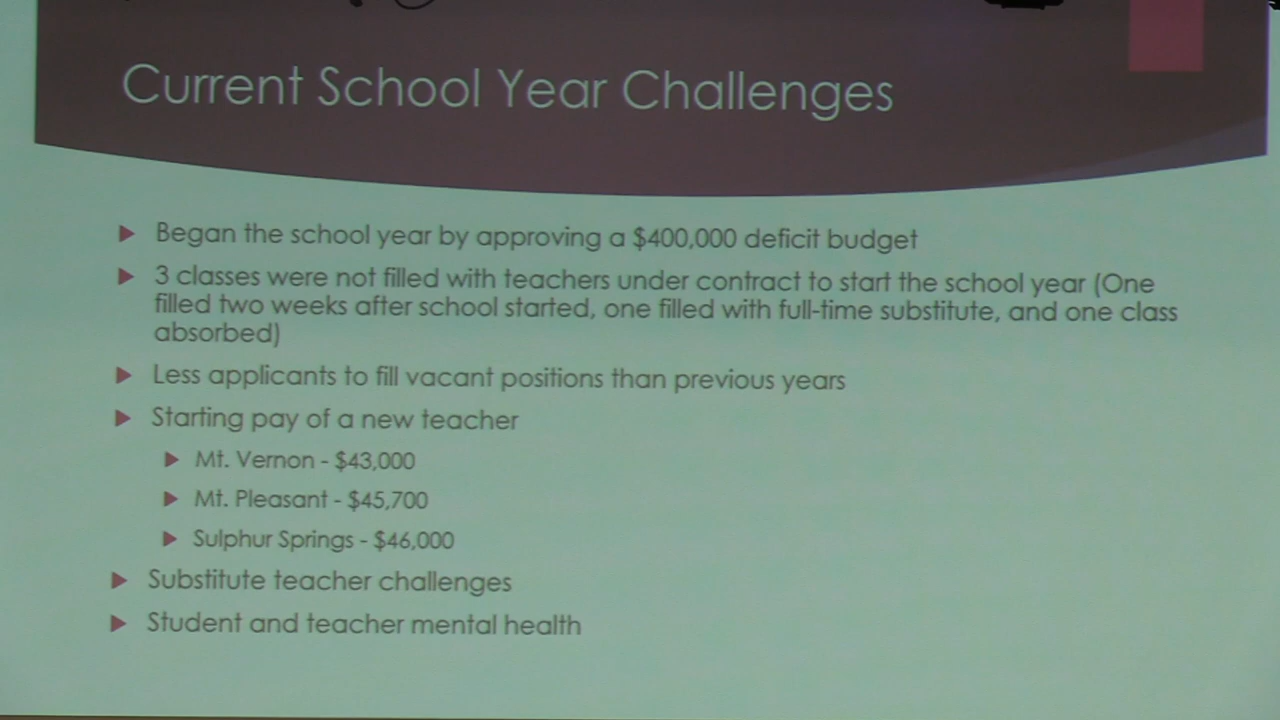 Current School Year Challenges
Began the school year by approving a $400,000 deficit budget
3 classes were not filled with teachers under contract to start the school year (One
filled two weeks after school started, one filled with full-time substitute, and one class
absorbed)
Less applicants to fill vacant positions than previous years
Starting pay of a new teacher
Mt. Vernon - $43,000
Mt. Pleasant - $45,700
Sulphur Springs - $46,000
Substitute teacher challenges
Student and teacher mental health